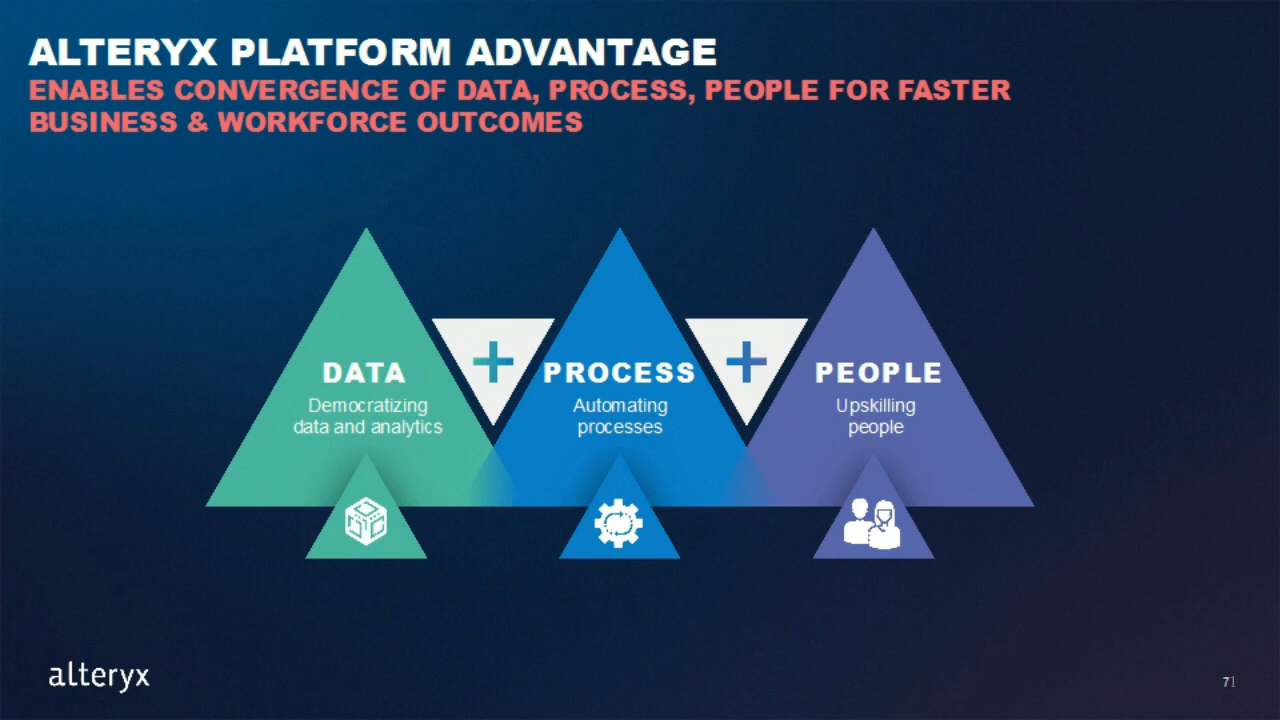 ALTERYX PLATFORM ADVANTAGE
ENABLES CONVERGENCE OF DATA, PROCESS, PEOPLE FOR FASTER
BUSINESS & WORKFORCE OUTCOMES
DATA
Democratizing
data and analytics
+
PROCESS
Automating
processes
+
PEOPLE
Upskilling
people
alteryx
71